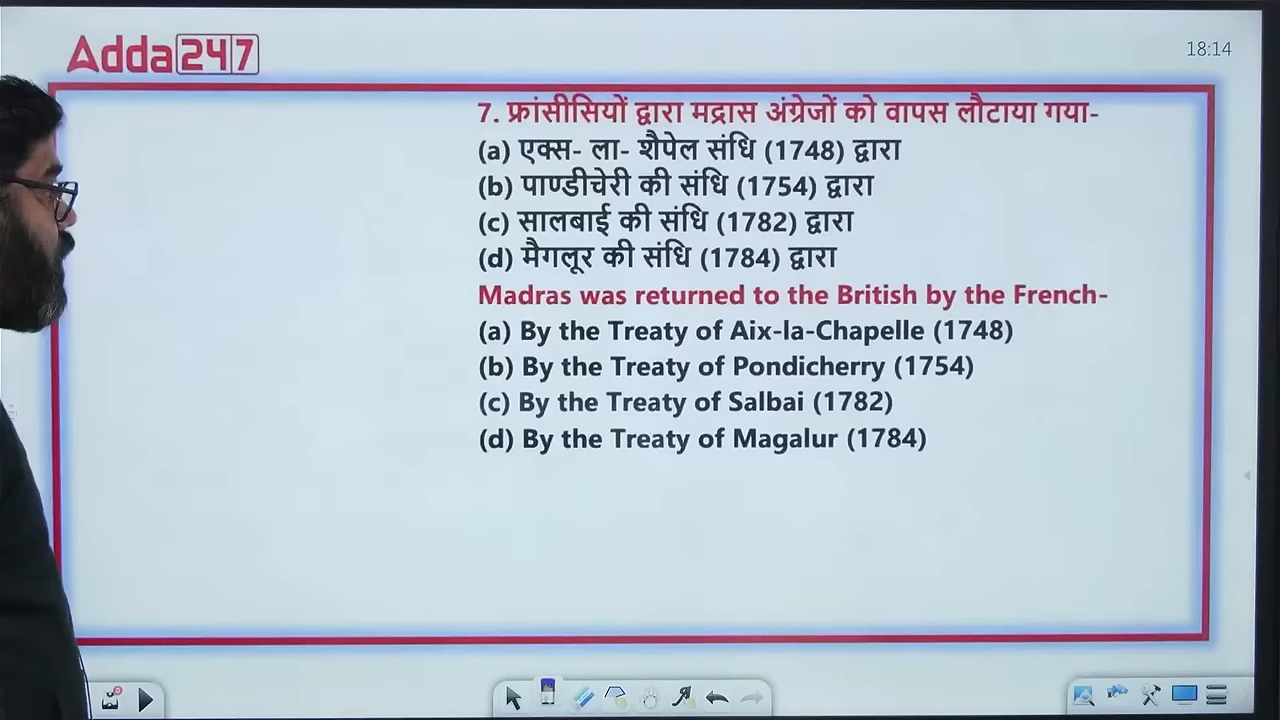 Adda247
18:14
7. फ्रांसीसियों द्वारा मद्रास अंग्रेजों को वापस लौटाया गया-
(a) एक्स- ला- शैपेल संधि (1748) द्वारा
(b) पाण्डीचेरी की संधि (1754) द्वारा
(c) सालबाई की संधि (1782) द्वारा
(d) मैगलूर की संधि (1784) द्वारा
Madras was returned to the British by the French-
(a) By the Treaty of Aix-la-Chapelle (1748)
(b) By the Treaty of Pondicherry (1754)
(c) By the Treaty of Salbai (1782)
(d) By the Treaty of Magalur (1784)